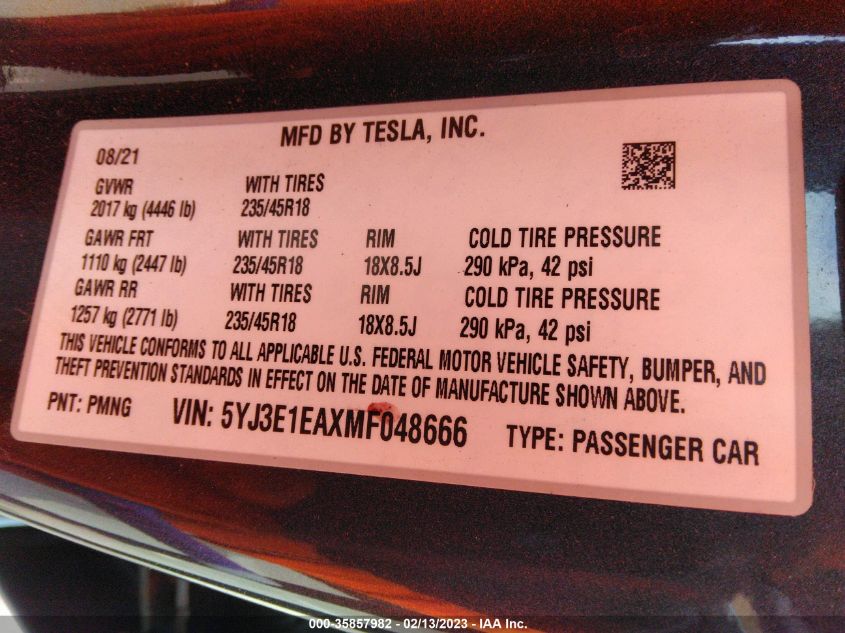 MFD BY TESLA, INC.
08/21
GVWR WITH TIRES
2017 kg (4446 lb) 235/45R18
GAWR FRT WITH TIRES RIM COLD TIRE PRESSURE
1110 kg (2447 lb) 235/45R18 18X8.5J 290 kPa, 42 psi
GAWR RR WITH TIRES RIM COLD TIRE PRESSURE
1257 kg (2771 lb) 235/45R18 18X8.5J 290 kPa, 42 psi
THIS VEHICLE CONFORMS TO ALL APPLICABLE U.S. FEDERAL MOTOR VEHICLE SAFETY, BUMPER, AND
THEFT PREVENTION STANDARDS IN EFFECT ON THE DATE OF MANUFACTURE SHOWN ABOVE.
PNT: PMNG VIN: 5YJ3E1EAXMF048666 TYPE: PASSENGER CAR
000-35857982 - 02/13/2023 - IAA Inc.